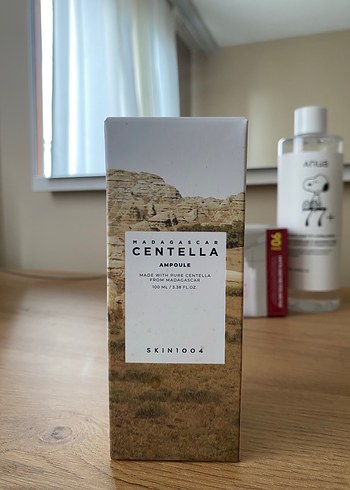 MADAGASCAR
CENTELLA
AMPOULE
MADE WITH PURE CENTELLA
FROM MADAGASCAR
100 ML / 3.38 FL.OZ
SKIN1004
ANUA
77+